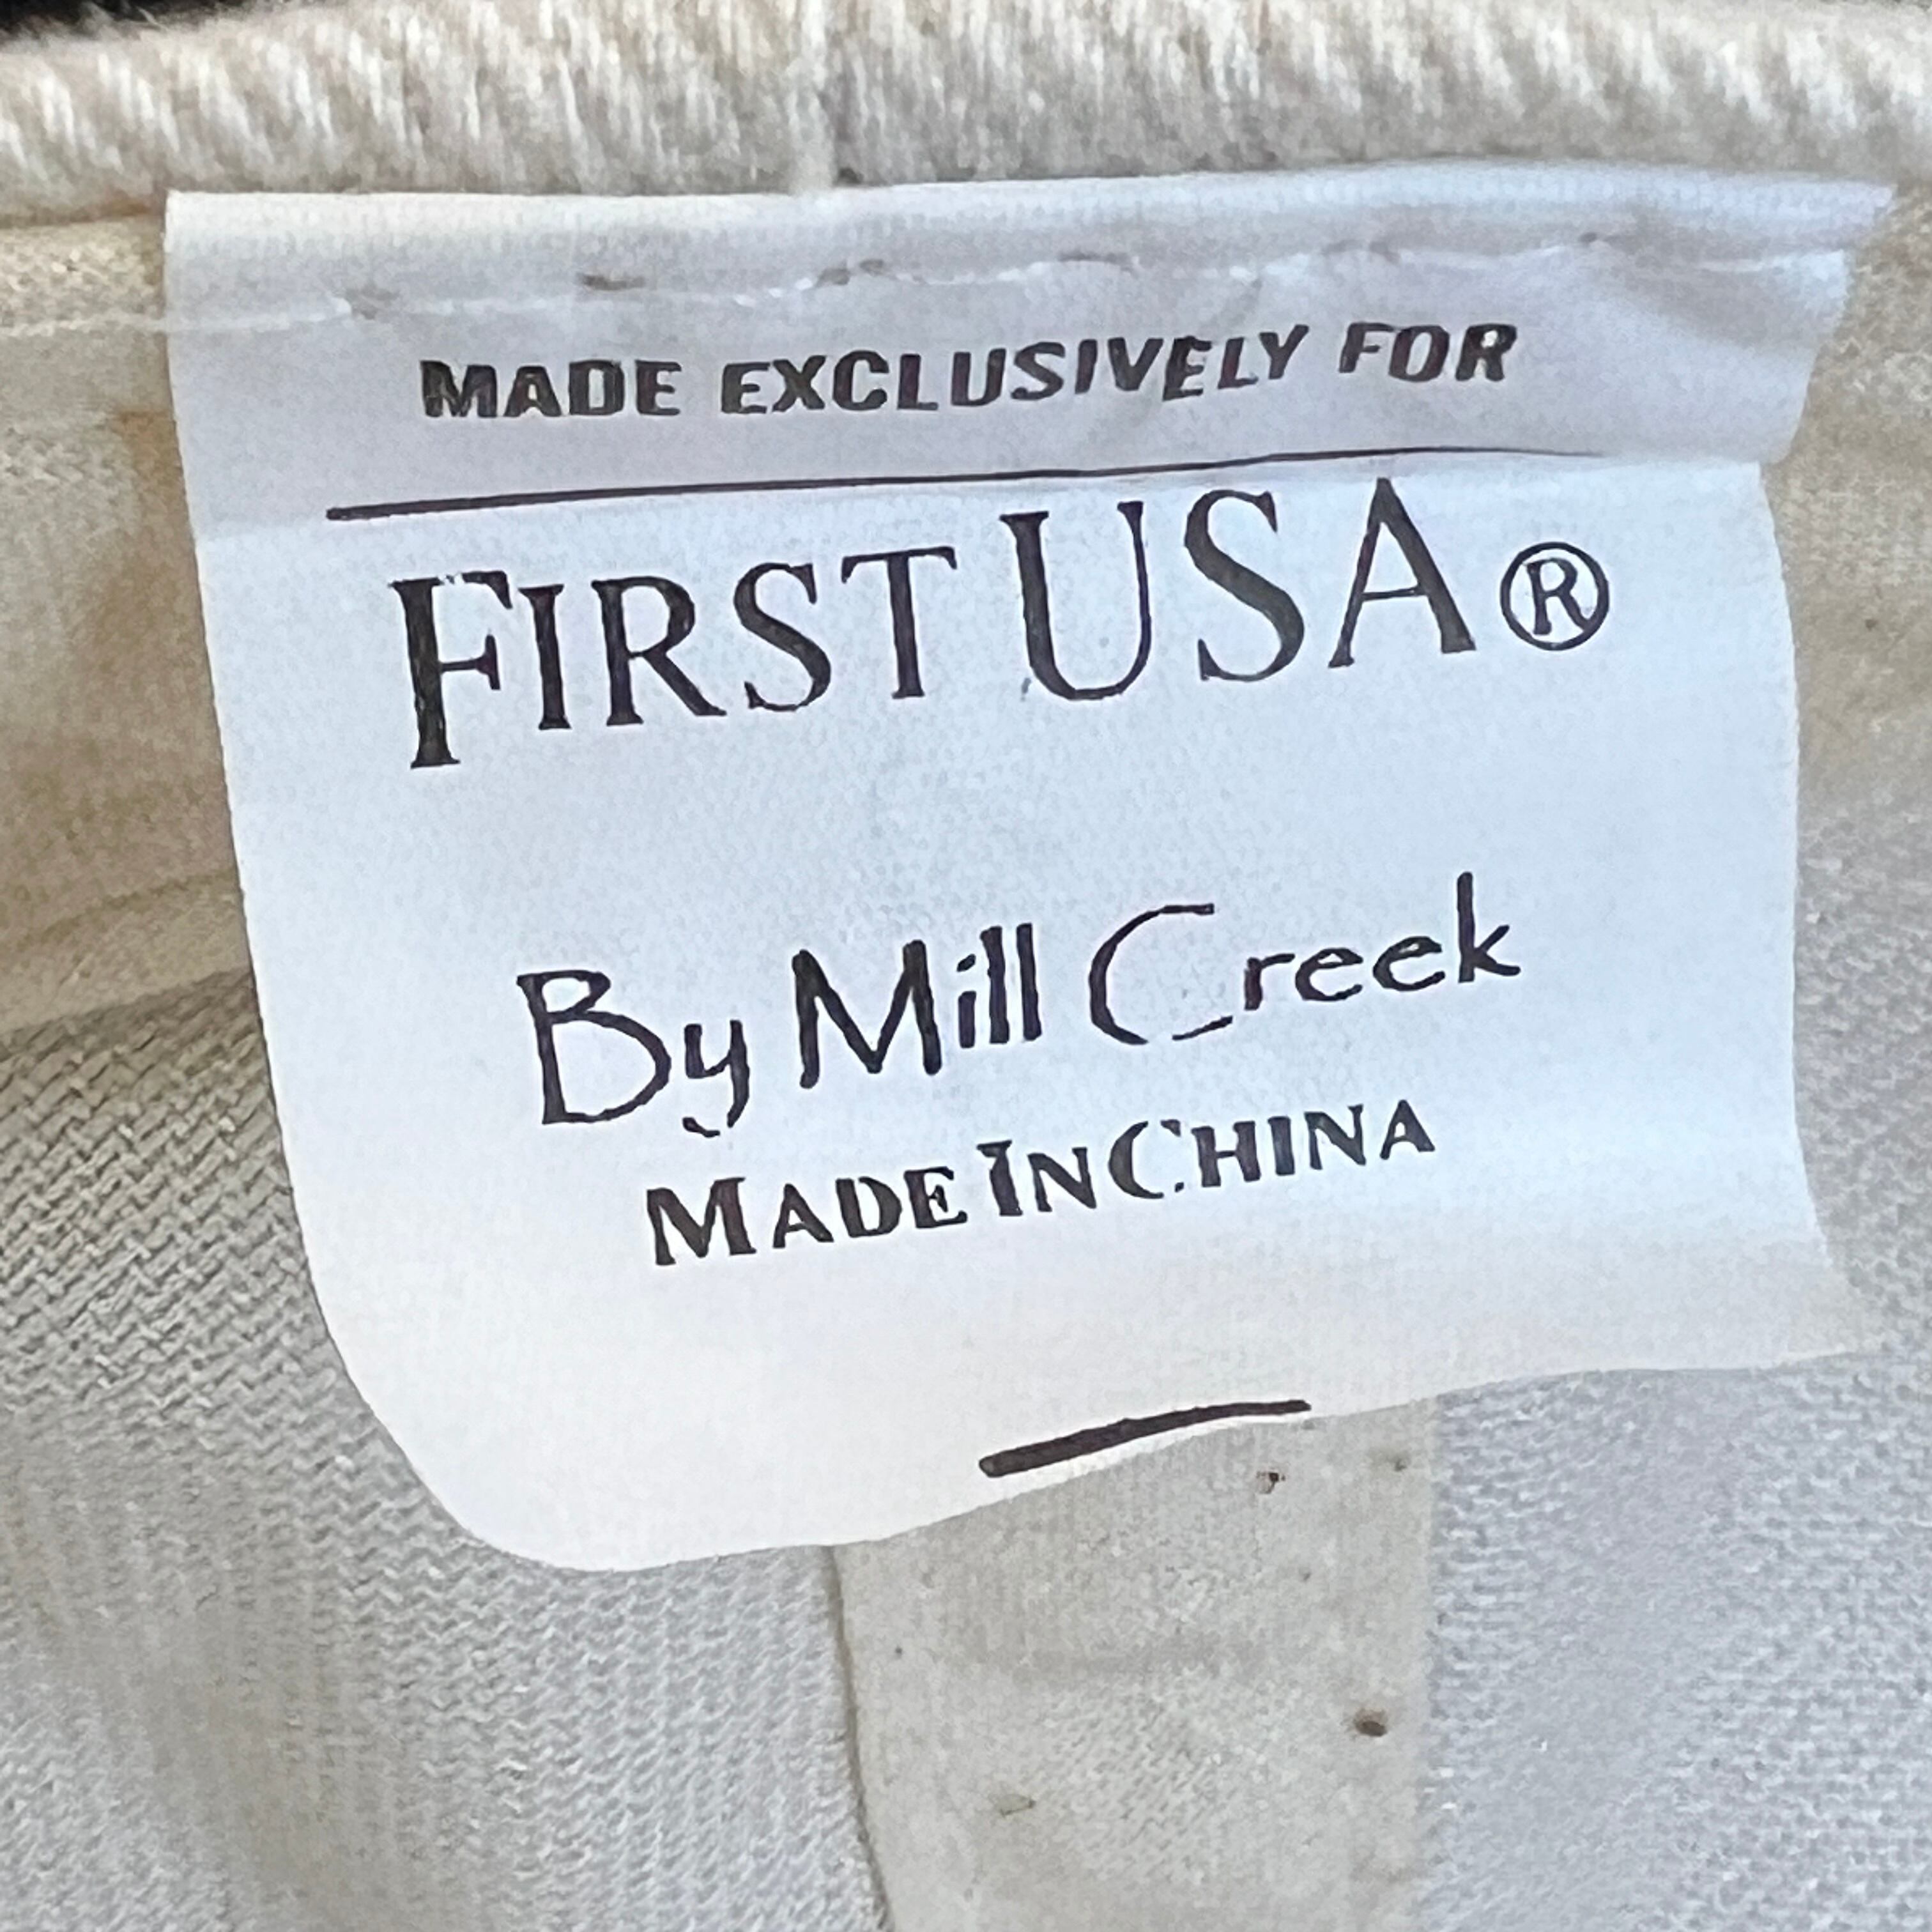 MADE EXCLUSIVELY FOR
FIRST USA®
By Mill Creek
MADE IN CHINA